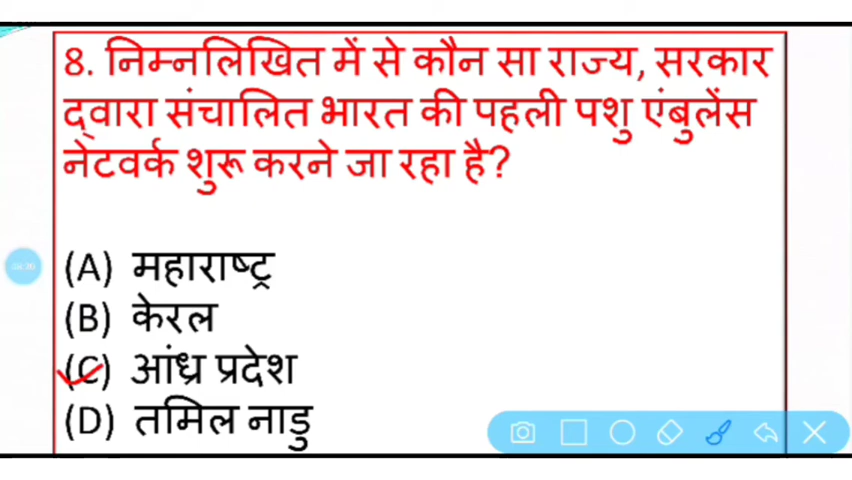 8. निम्नलिखित में से कौन सा राज्य, सरकार
द्वारा संचालित भारत की पहली पशु एंबुलेंस
नेटवर्क शुरू करने जा रहा है?
(A) महाराष्ट्र
(B) केरल
(C) आंध्र प्रदेश
(D) तमिल नाडु